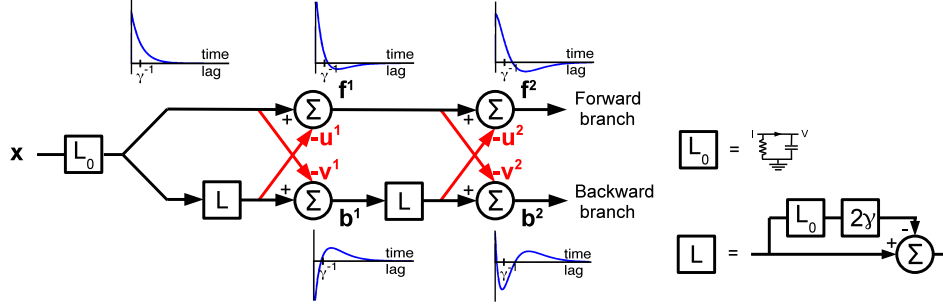 time
lag
γ⁻¹
time
lag
γ⁻¹
time
lag
γ⁻¹
f¹
f²
Σ
Σ
Forward
branch
+
+
-u¹
-u²
x
L₀
-v¹
-v²
L
+
Σ
L
+
Σ
Backward
branch
b¹
b²
time
lag
γ⁻¹
time
lag
γ⁻¹
L₀ =
I
V
L =
L₀
2γ
-
+
Σ